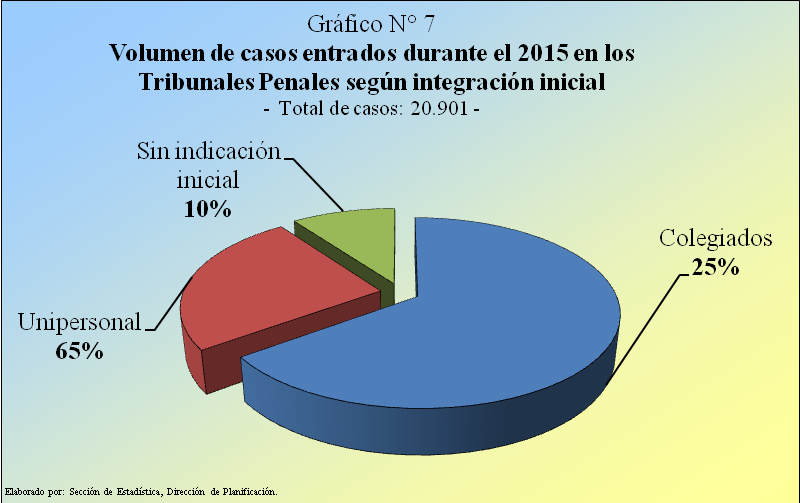 Gráfico N° 7
Volumen de casos entrados durante el 2015 en los
Tribunales Penales según integración inicial
- Total de casos: 20.901 -
Sin indicación
inicial
10%
Colegiados
25%
Unipersonal
65%
Elaborado por: Sección de Estadística, Dirección de Planificación.